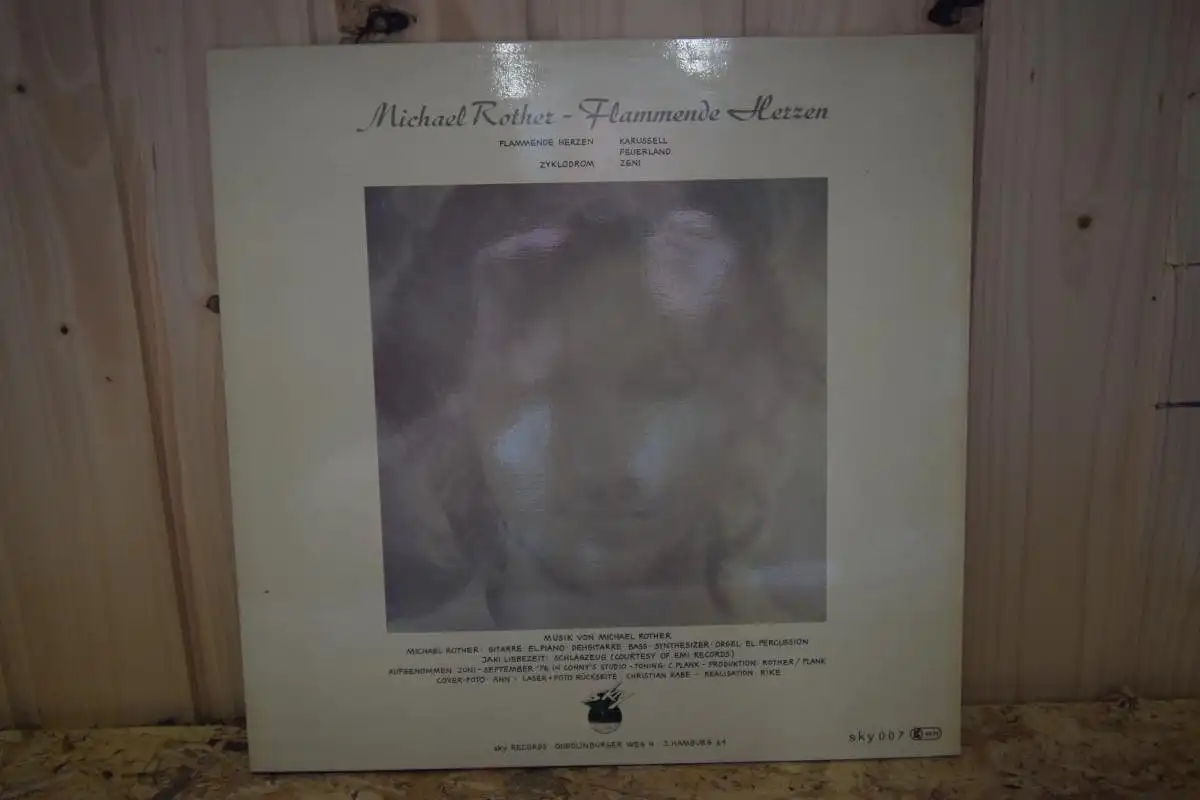 Michael Rother - Flammende Herzen
FLAMMENDE HERZEN KARUSSELL
FEUERLAND
ZYKLODROM ZENI
MUSIK VON MICHAEL ROTHER
MICHAEL ROTHER · GITARRE EL.PIANO DEHGITARRE BASS SYNTHESIZER ORGEL EL. PERCUSSION
JAKI LIEBEZEIT · SCHLAGZEUG (COURTESY OF EMI RECORDS)
AUFGENOMMEN JUNI - SEPTEMBER '76 IN CONNY'S STUDIO - TONING: C. PLANK - PRODUKTION ROTHER / PLANK
COVER-FOTO ANN - LASER + FOTO RÜCKSEITE CHRISTIAN RABE - REALISATION RIKE
sky RECORDS QUEDLINBURGER WEG 4 2 HAMBURG 61
sky 007